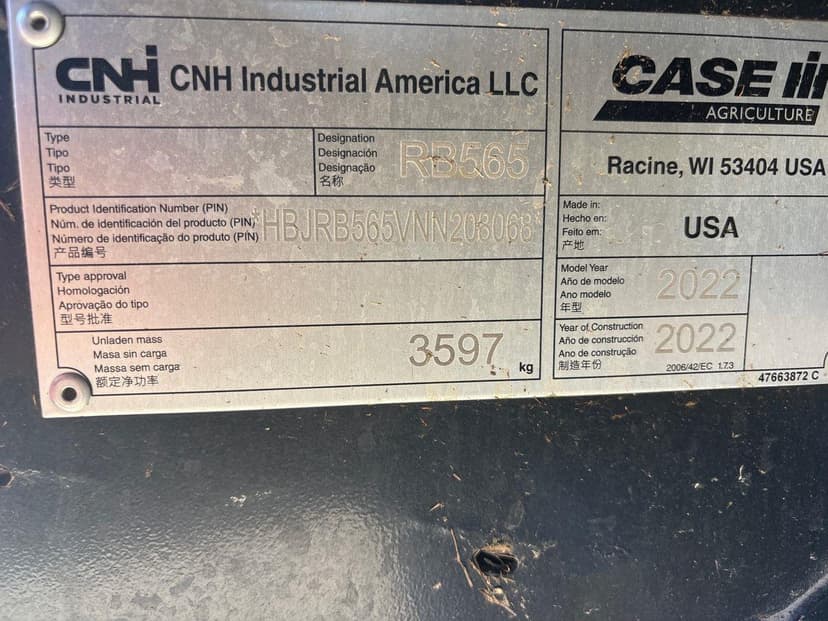 CNH
INDUSTRIAL
CNH Industrial America LLC
Type
Tipo
Tipo
类型
Designation
Designación
Designação
名称
RB565
Product Identification Number (PIN)
Núm. de identificación del producto (PIN)
Número de identificação do produto (PIN)
产品编号
*HBJRB565VNN203068*
Type approval
Homologación
Aprovação do tipo
型号批准
Unladen mass
Masa sin carga
Massa sem carga
额定净功率
3597
kg
CASE IH
AGRICULTURE
Racine, WI 53404 USA
Made in:
Hecho en:
Feito em:
产地
USA
Model Year
Año de modelo
Ano modelo
年型
2022
Year of Construction
Año de construcción
Ano de construção
制造年份
2022
2006/42/EC 1.7.3
47663872 C